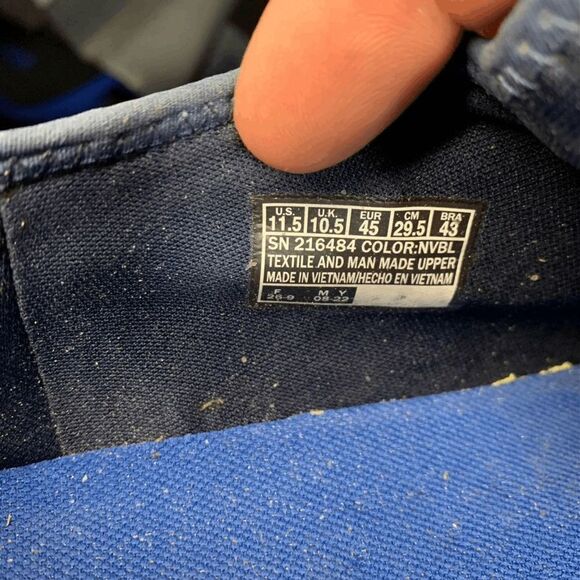 U.S. U.K. EUR CM BRA
11.5 10.5 45 29.5 43
SN 216484 COLOR:NVBL
TEXTILE AND MAN MADE UPPER
MADE IN VIETNAM/HECHO EN VIETNAM
F M Y
26-9 08-22